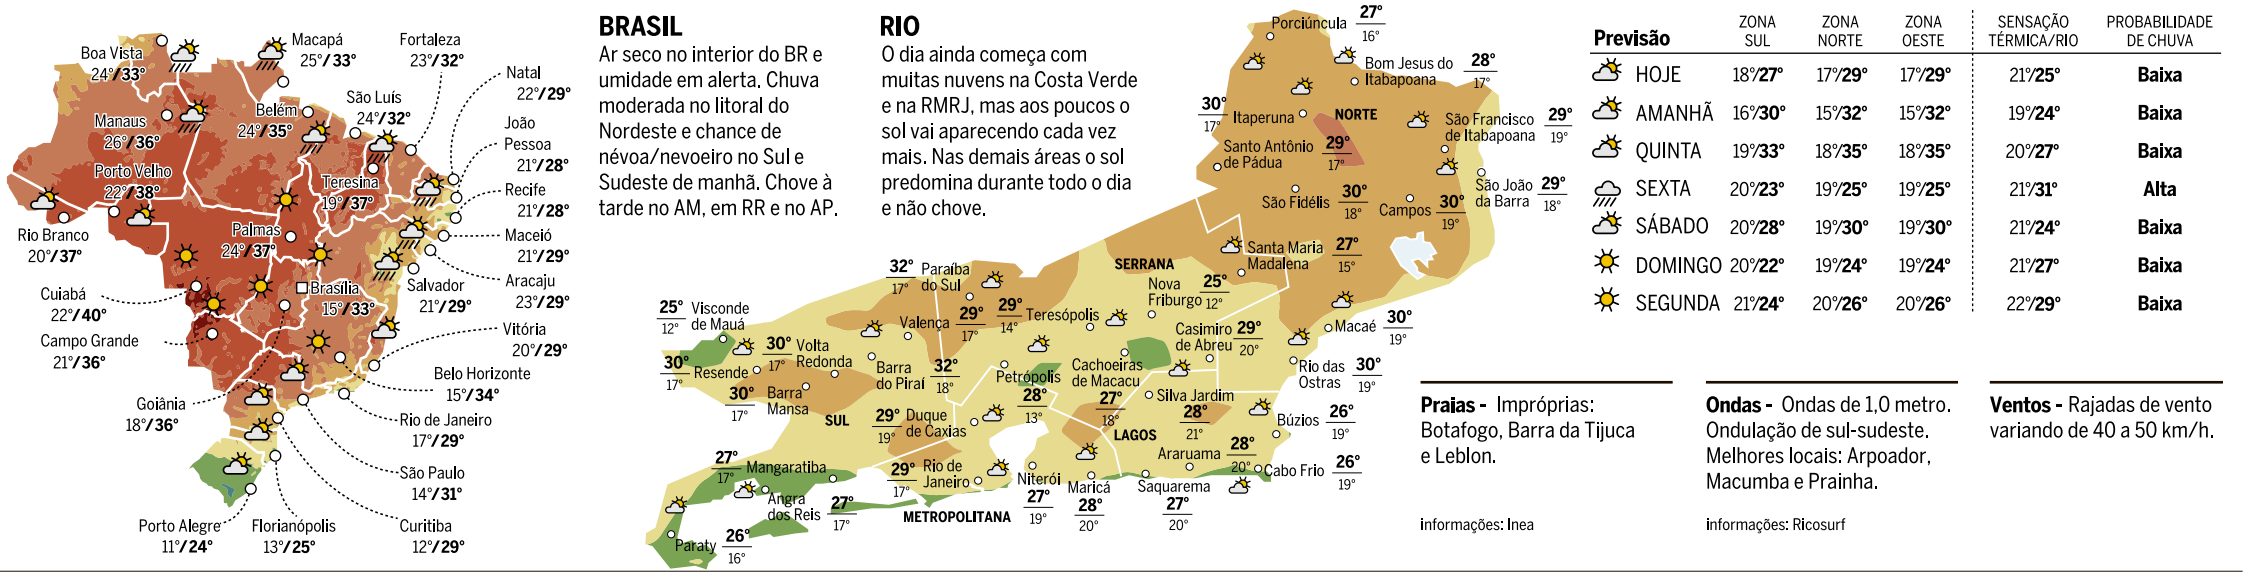 Boa Vista
24°/33°
Macapá
25°/33°
Fortaleza
23°/32°
Natal
22°/29°
João
Pessoa
21°/28°
Recife
21°/28°
Maceió
21°/29°
Aracaju
23°/29°
Salvador
21°/29°
Vitória
20°/29°
Belo Horizonte
15°/34°
Rio de Janeiro
17°/29°
São Paulo
14°/31°
Curitiba
12°/29°
Florianópolis
13°/25°
Porto Alegre
11°/24°
Goiânia
18°/36°
Campo Grande
21°/36°
Cuiabá
22°/40°
Rio Branco
20°/37°
Porto Velho
22°/38°
Manaus
26°/36°
Belém
24°/35°
São Luís
24°/32°
Teresina
19°/37°
Palmas
24°/37°
Brasília
15°/33°
BRASIL
Ar seco no interior do BR e
umidade em alerta. Chuva
moderada no litoral do
Nordeste e chance de
névoa/nevoeiro no Sul e
Sudeste de manhã. Chove à
tarde no AM, em RR e no AP.
RIO
O dia ainda começa com
muitas nuvens na Costa Verde
e na RMRJ, mas aos poucos o
sol vai aparecendo cada vez
mais. Nas demais áreas o sol
predomina durante todo o dia
e não chove.
Porciúncula
27°
16°
Bom Jesus do
Itabapoana
28°
17°
30°
17°
Itaperuna
NORTE
São Francisco
de Itabapoana
29°
19°
Santo Antônio
de Pádua
29°
17°
São João
da Barra
29°
18°
São Fidélis
30°
18°
Campos
30°
19°
Santa Maria
Madalena
27°
15°
SERRANA
32°
17°
Paraíba
do Sul
Nova
Friburgo
25°
12°
25°
12°
Visconde
de Mauá
Valença
29°
17°
29°
14°
Teresópolis
Casimiro
de Abreu
29°
20°
Macaé
30°
19°
30°
17°
Resende
30°
17°
Volta
Redonda
Barra
do Piraí
32°
18°
Petrópolis
28°
13°
Cachoeiras
de Macacu
27°
18°
Rio das
Ostras
30°
19°
30°
17°
Barra
Mansa
SUL
29°
19°
Duque
de Caxias
Silva Jardim
28°
21°
LAGOS
Búzios
26°
19°
Araruama
28°
20°
Cabo Frio
26°
19°
27°
17°
Mangaratiba
29°
17°
Rio de
Janeiro
Niterói
27°
19°
Maricá
28°
20°
Saquarema
27°
20°
Angra
dos Reis
27°
17°
METROPOLITANA
Paraty
26°
16°
Previsão ZONA SUL ZONA NORTE ZONA OESTE SENSAÇÃO TÉRMICA/RIO PROBABILIDADE DE CHUVA
HOJE 18°/27° 17°/29° 17°/29° 21°/25° Baixa
AMANHÃ 16°/30° 15°/32° 15°/32° 19°/24° Baixa
QUINTA 19°/33° 18°/35° 18°/35° 20°/27° Baixa
SEXTA 20°/23° 19°/25° 19°/25° 21°/31° Alta
SÁBADO 20°/28° 19°/30° 19°/30° 21°/24° Baixa
DOMINGO 20°/22° 19°/24° 19°/24° 21°/27° Baixa
SEGUNDA 21°/24° 20°/26° 20°/26° 22°/29° Baixa
Praias - Impróprias:
Botafogo, Barra da Tijuca
e Leblon.
informações: Inea
Ondas - Ondas de 1,0 metro.
Ondulação de sul-sudeste.
Melhores locais: Arpoador,
Macumba e Prainha.
informações: Ricosurf
Ventos - Rajadas de vento
variando de 40 a 50 km/h.